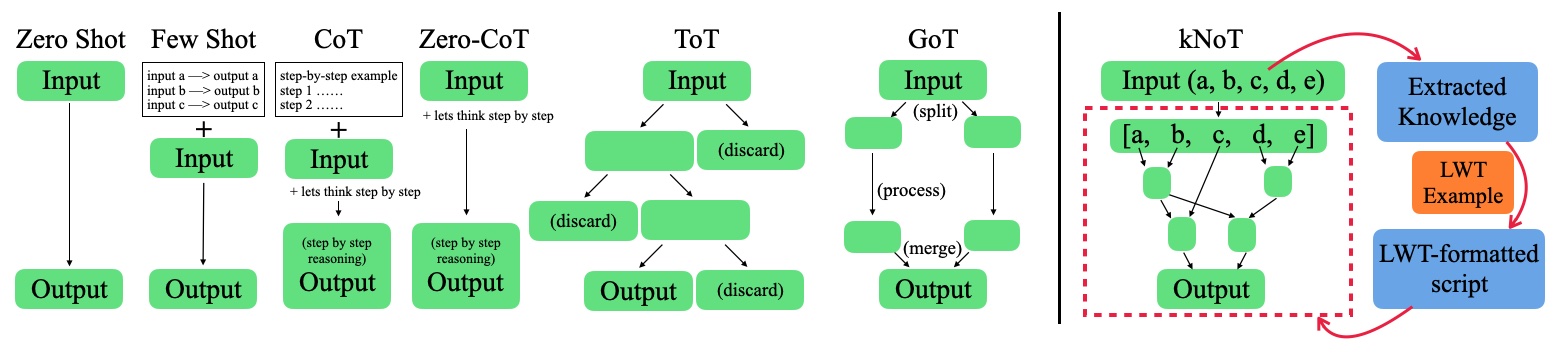 Zero Shot
Input
Output
Few Shot
input a —> output a
input b —> output b
input c —> output c
+
Input
Output
CoT
step-by-step example
step 1 ……
step 2 ……
+
Input
+ lets think step by step
(step by step
reasoning)
Output
Zero-CoT
Input
+ lets think step by step
(step by step
reasoning)
Output
ToT
Input
(discard)
(discard)
Output
(discard)
GoT
Input
(split)
(process)
(merge)
Output
kNoT
Input (a, b, c, d, e)
[a, b, c, d, e]
Output
Extracted
Knowledge
LWT
Example
LWT-formatted
script